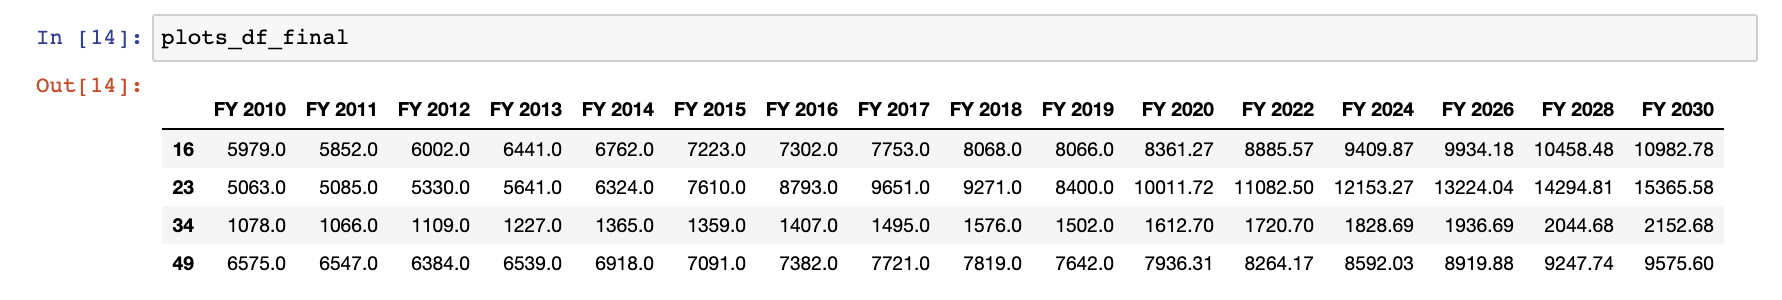 In [14]: plots_df_final
Out[14]:
FY 2010 FY 2011 FY 2012 FY 2013 FY 2014 FY 2015 FY 2016 FY 2017 FY 2018 FY 2019 FY 2020 FY 2022 FY 2024 FY 2026 FY 2028 FY 2030
16 5979.0 5852.0 6002.0 6441.0 6762.0 7223.0 7302.0 7753.0 8068.0 8066.0 8361.27 8885.57 9409.87 9934.18 10458.48 10982.78
23 5063.0 5085.0 5330.0 5641.0 6324.0 7610.0 8793.0 9651.0 9271.0 8400.0 10011.72 11082.50 12153.27 13224.04 14294.81 15365.58
34 1078.0 1066.0 1109.0 1227.0 1365.0 1359.0 1407.0 1495.0 1576.0 1502.0 1612.70 1720.70 1828.69 1936.69 2044.68 2152.68
49 6575.0 6547.0 6384.0 6539.0 6918.0 7091.0 7382.0 7721.0 7819.0 7642.0 7936.31 8264.17 8592.03 8919.88 9247.74 9575.60